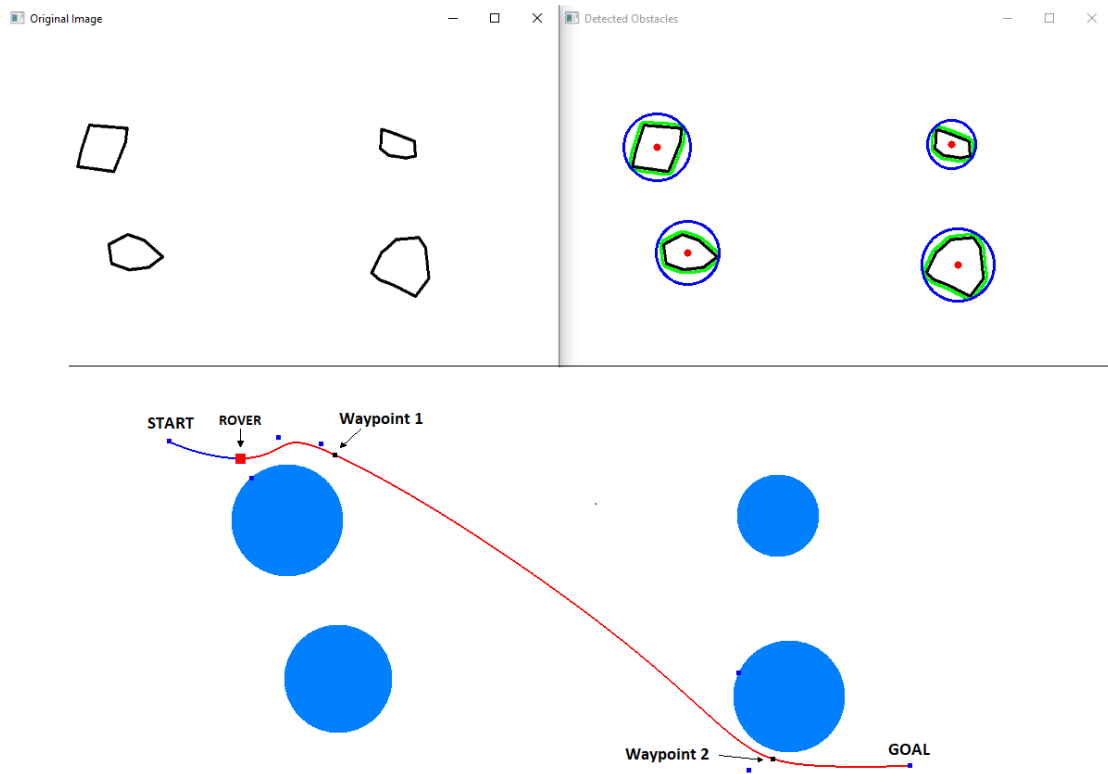 Original Image
Detected Obstacles
START
ROVER
Waypoint 1
Waypoint 2
GOAL